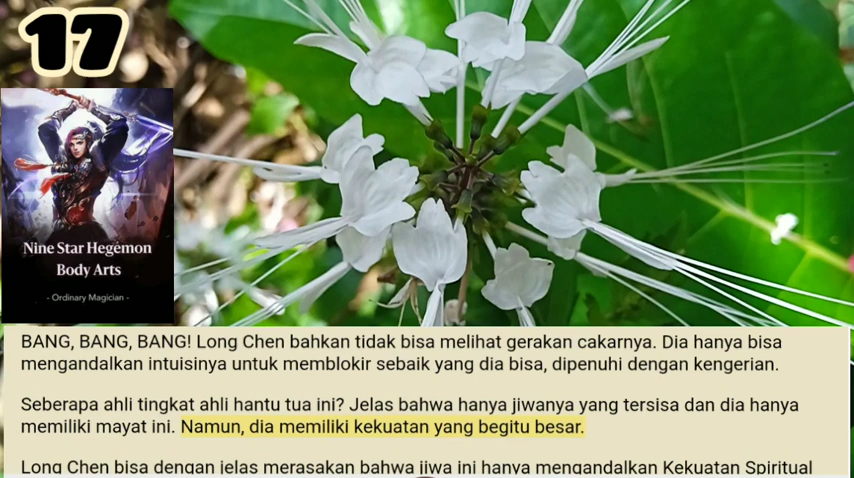 17
Nine Star Hegemon
Body Arts
- Ordinary Magician -
BANG, BANG, BANG! Long Chen bahkan tidak bisa melihat gerakan cakarnya. Dia hanya bisa
mengandalkan intuisinya untuk memblokir sebaik yang dia bisa, dipenuhi dengan kengerian.
Seberapa ahli tingkat ahli hantu tua ini? Jelas bahwa hanya jiwanya yang tersisa dan dia hanya
memiliki mayat ini. Namun, dia memiliki kekuatan yang begitu besar.
Long Chen bisa dengan jelas merasakan bahwa jiwa ini hanya mengandalkan Kekuatan Spiritual